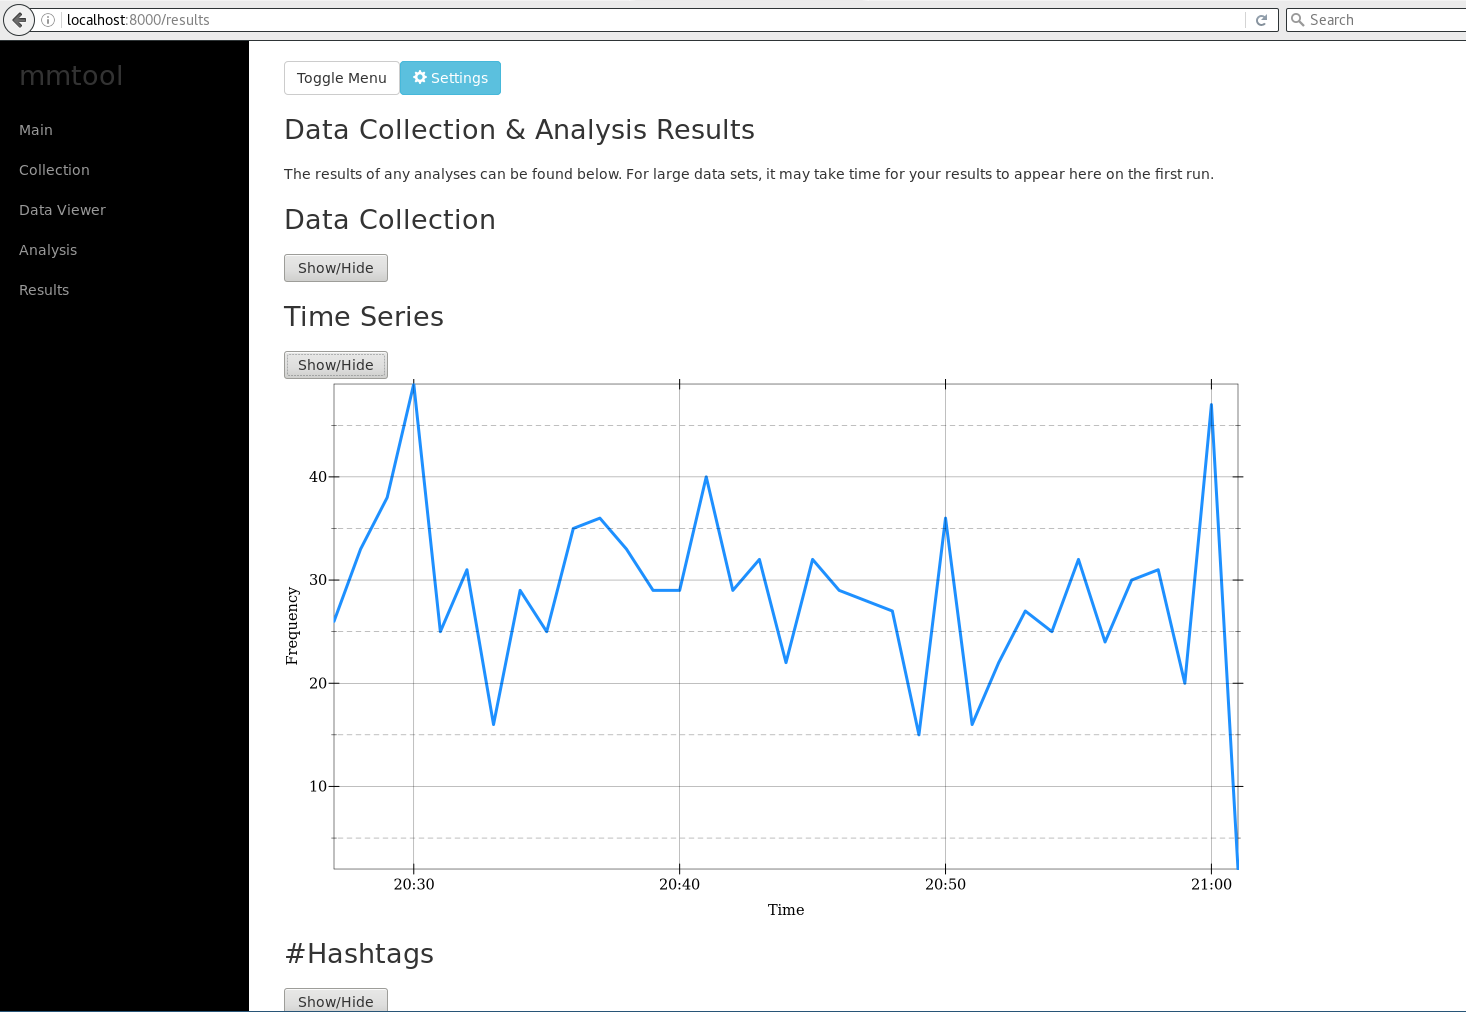 localhost:8000/results
Search
mmtool
Main
Collection
Data Viewer
Analysis
Results
Toggle Menu
Settings
Data Collection & Analysis Results
The results of any analyses can be found below. For large data sets, it may take time for your results to appear here on the first run.
Data Collection
Show/Hide
Time Series
Show/Hide
40
30
20
10
Frequency
20:30
20:40
20:50
21:00
Time
#Hashtags
Show/Hide